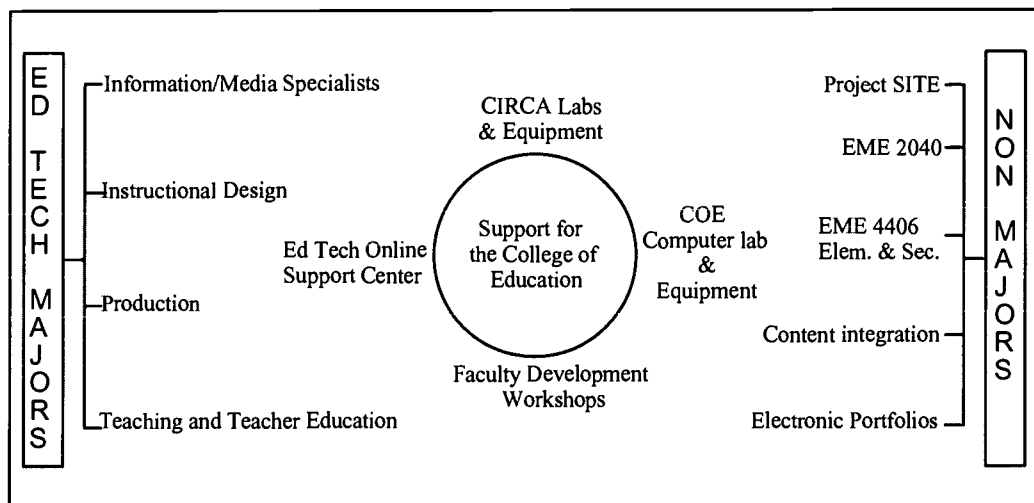 ED TECH MAJORS
Information/Media Specialists
Instructional Design
Production
Teaching and Teacher Education
CIRCA Labs
& Equipment
Ed Tech Online
Support Center
Support for
the College of
Education
COE
Computer lab
&
Equipment
Faculty Development
Workshops
Project SITE
EME 2040
EME 4406
Elem. & Sec.
Content integration
Electronic Portfolios
NON MAJORS